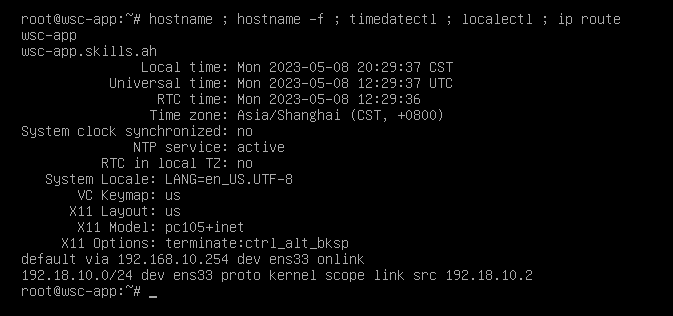 root@wsc-app:~# hostname ; hostname -f ; timedatectl ; localectl ; ip route
wsc-app
wsc-app.skills.ah
Local time: Mon 2023-05-08 20:29:37 CST
Universal time: Mon 2023-05-08 12:29:37 UTC
RTC time: Mon 2023-05-08 12:29:36
Time zone: Asia/Shanghai (CST, +0800)
System clock synchronized: no
NTP service: active
RTC in local TZ: no
System Locale: LANG=en_US.UTF-8
VC Keymap: us
X11 Layout: us
X11 Model: pc105+inet
X11 Options: terminate:ctrl_alt_bksp
default via 192.168.10.254 dev ens33 onlink
192.18.10.0/24 dev ens33 proto kernel scope link src 192.18.10.2
root@wsc-app:~# _